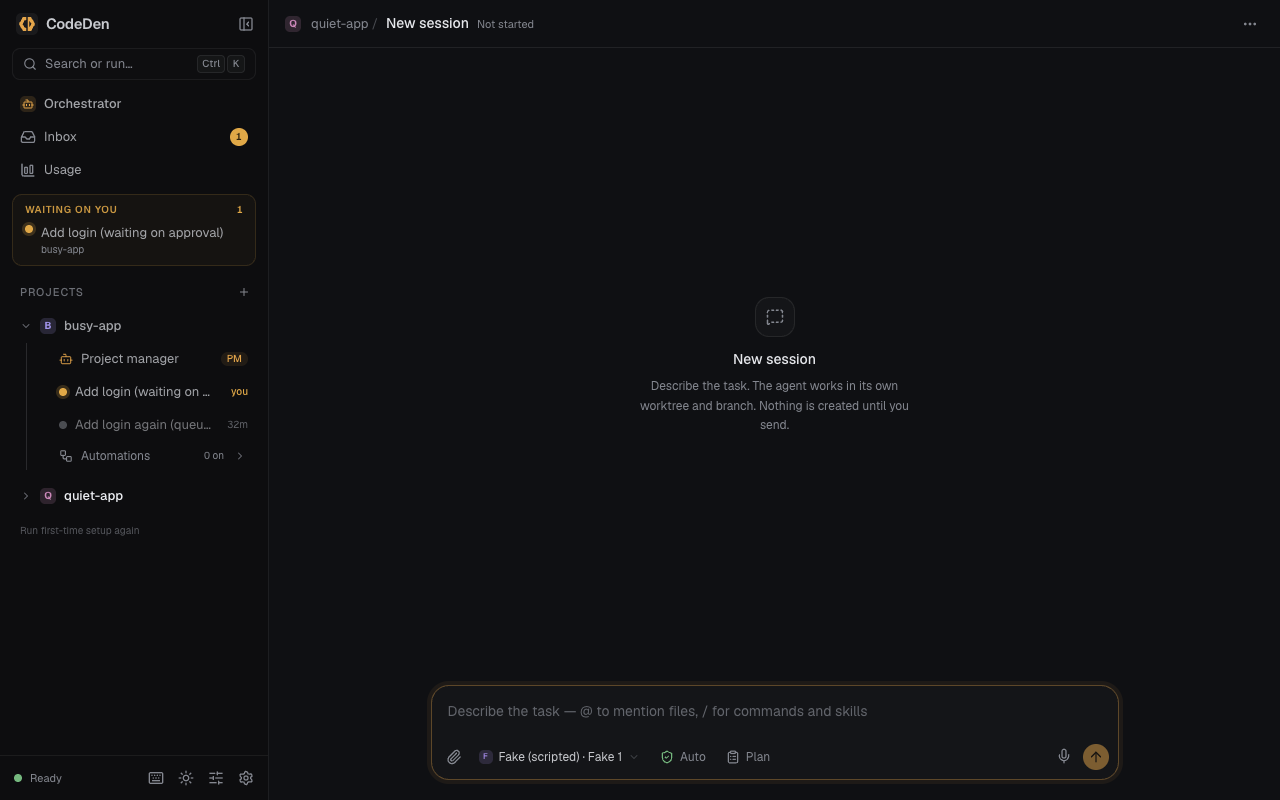 CodeDen
Search or run... Ctrl K
Orchestrator
Inbox 1
Usage
WAITING ON YOU 1
Add login (waiting on approval)
busy-app
PROJECTS
B busy-app
Project manager PM
Add login (waiting on ... you
Add login again (queu... 32m
Automations 0 on
Q quiet-app
Run first-time setup again
Ready
Q quiet-app / New session Not started
New session
Describe the task. The agent works in its own
worktree and branch. Nothing is created until you
send.
Describe the task — @ to mention files, / for commands and skills
F Fake (scripted) · Fake 1 Auto Plan